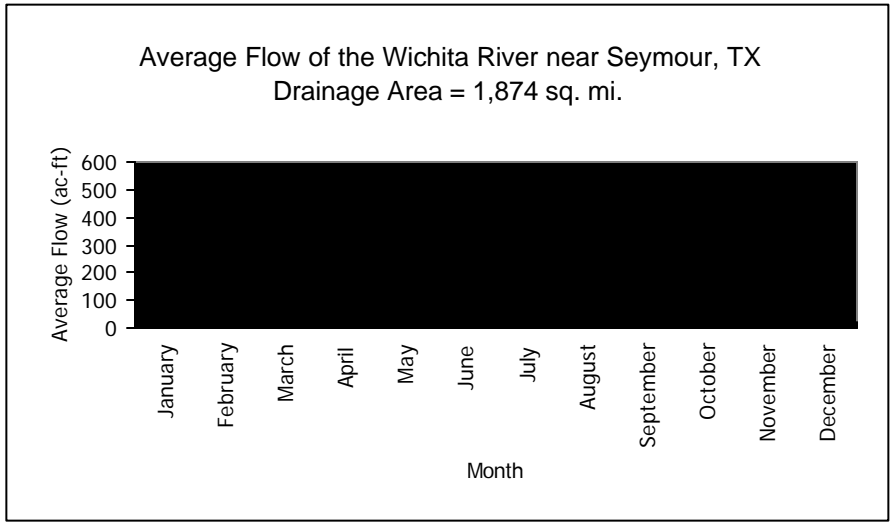 Average Flow of the Wichita River near Seymour, TX
Drainage Area = 1,874 sq. mi.
Average Flow (ac-ft)
600
500
400
300
200
100
0
January
February
March
April
May
June
July
August
September
October
November
December
Month